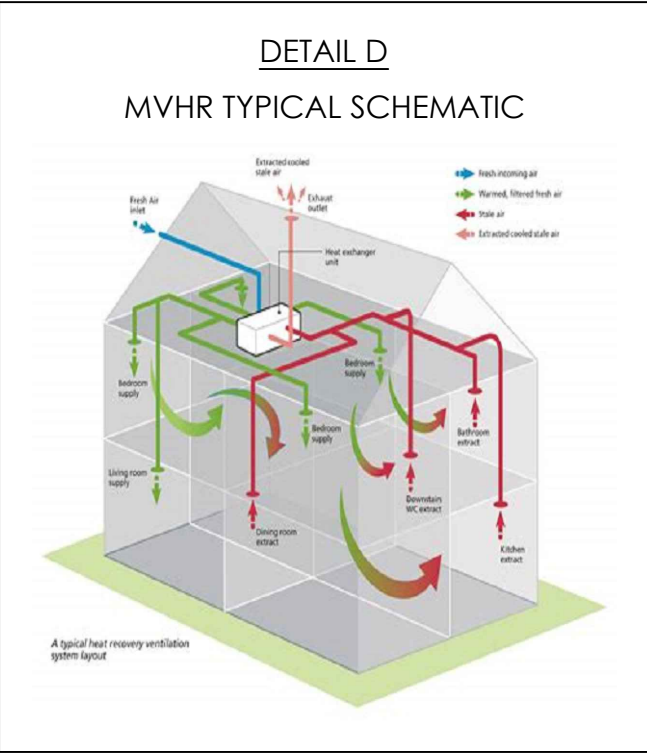 DETAIL D
MVHR TYPICAL SCHEMATIC
Extracted cooled
stale air
Fresh Air
inlet
Exhaust
outlet
Heat exchanger
unit
Fresh incoming air
Warmed, filtered fresh air
Stale air
Extracted cooled stale air
Bedroom
supply
Bedroom
supply
Bedroom
supply
Bathroom
extract
Living room
supply
Downstairs
WC extract
Dining room
extract
Kitchen
extract
A typical heat recovery ventilation
system layout